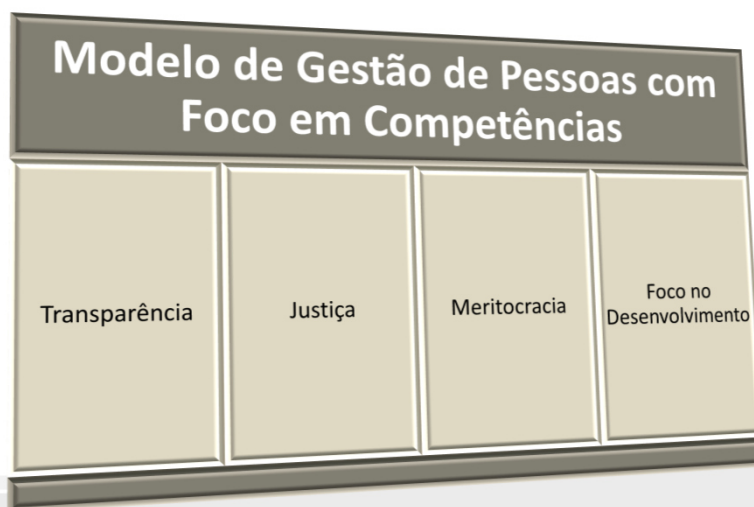 Modelo de Gestão de Pessoas com
Foco em Competências
Transparência
Justiça
Meritocracia
Foco no
Desenvolvimento